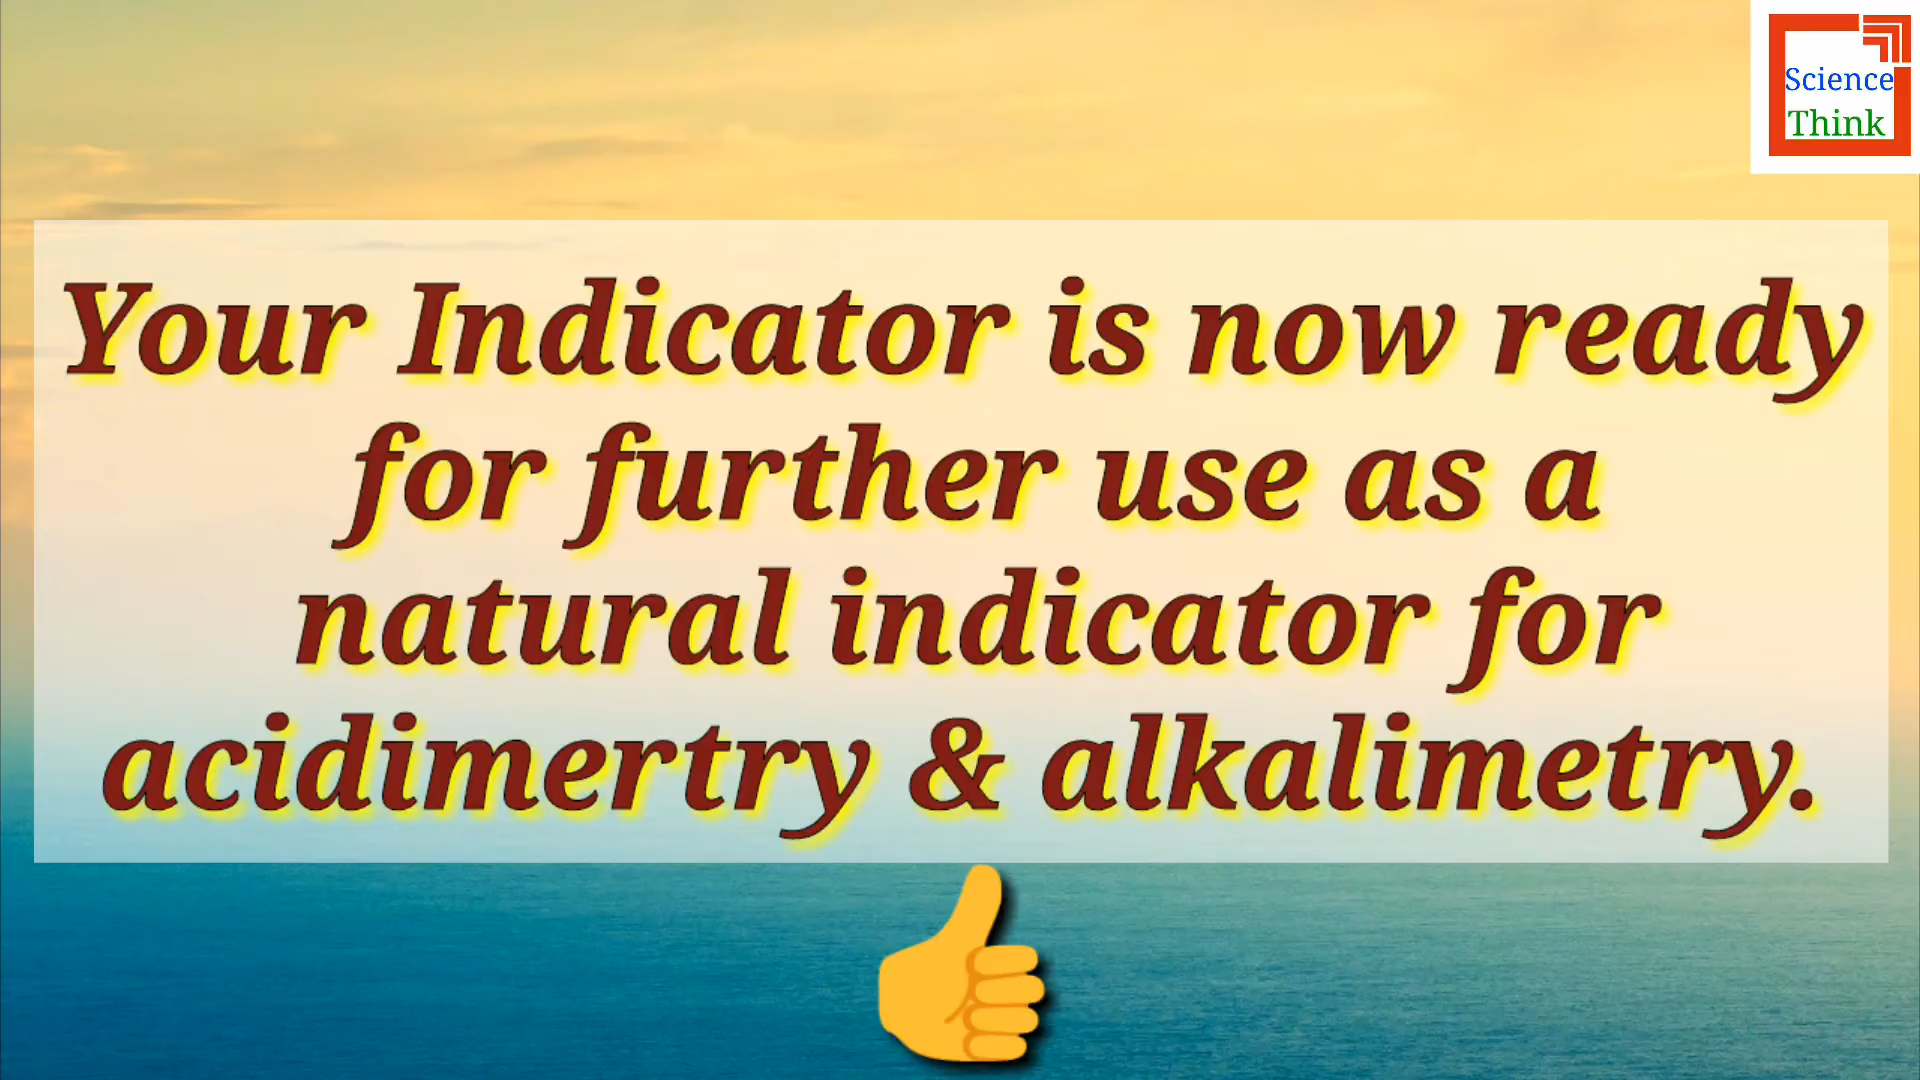 Science
Think
Your Indicator is now ready
for further use as a
natural indicator for
acidimertry & alkalimetry.